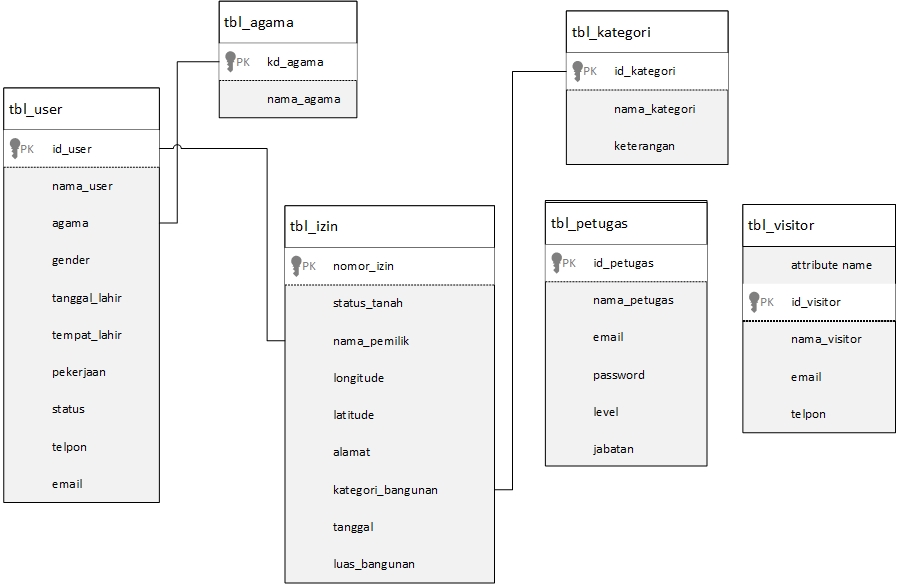 tbl_agama
PK kd_agama
nama_agama
tbl_kategori
PK id_kategori
nama_kategori
keterangan
tbl_user
PK id_user
nama_user
agama
gender
tanggal_lahir
tempat_lahir
pekerjaan
status
telpon
email
tbl_izin
PK nomor_izin
status_tanah
nama_pemilik
longitude
latitude
alamat
kategori_bangunan
tanggal
luas_bangunan
tbl_petugas
PK id_petugas
nama_petugas
email
password
level
jabatan
tbl_visitor
attribute name
PK id_visitor
nama_visitor
email
telpon